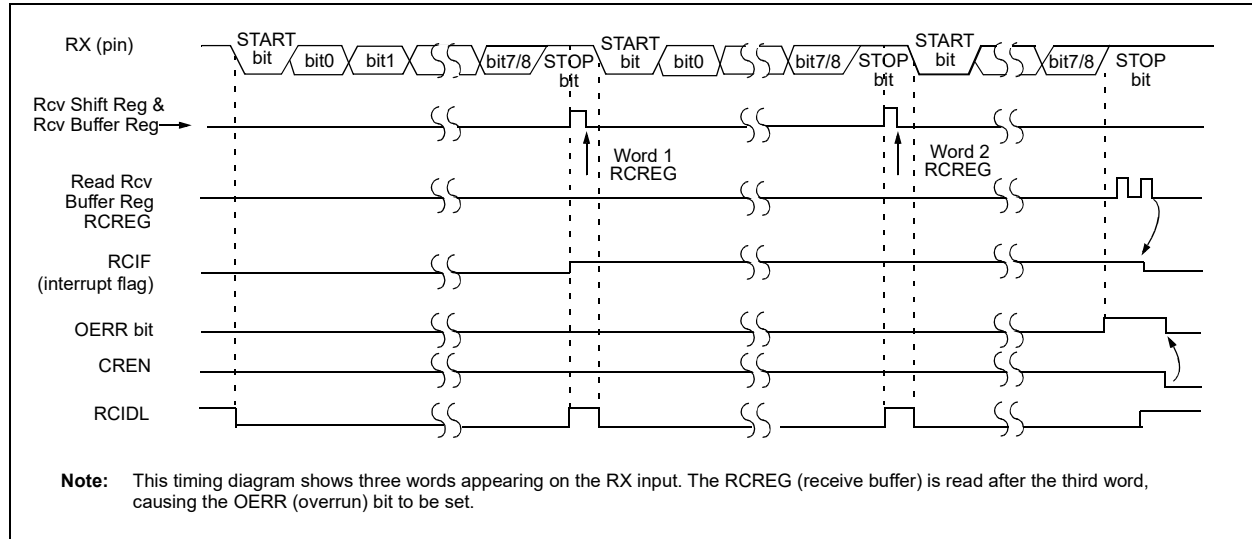 RX (pin)
START
bit
bit0
bit1
bit7/8
STOP
bit
START
bit
bit0
bit7/8
STOP
bit
START
bit
bit7/8
STOP
bit
Rcv Shift Reg &
Rcv Buffer Reg
Word 1
RCREG
Word 2
RCREG
Read Rcv
Buffer Reg
RCREG
RCIF
(interrupt flag)
OERR bit
CREN
RCIDL
Note: This timing diagram shows three words appearing on the RX input. The RCREG (receive buffer) is read after the third word,
causing the OERR (overrun) bit to be set.